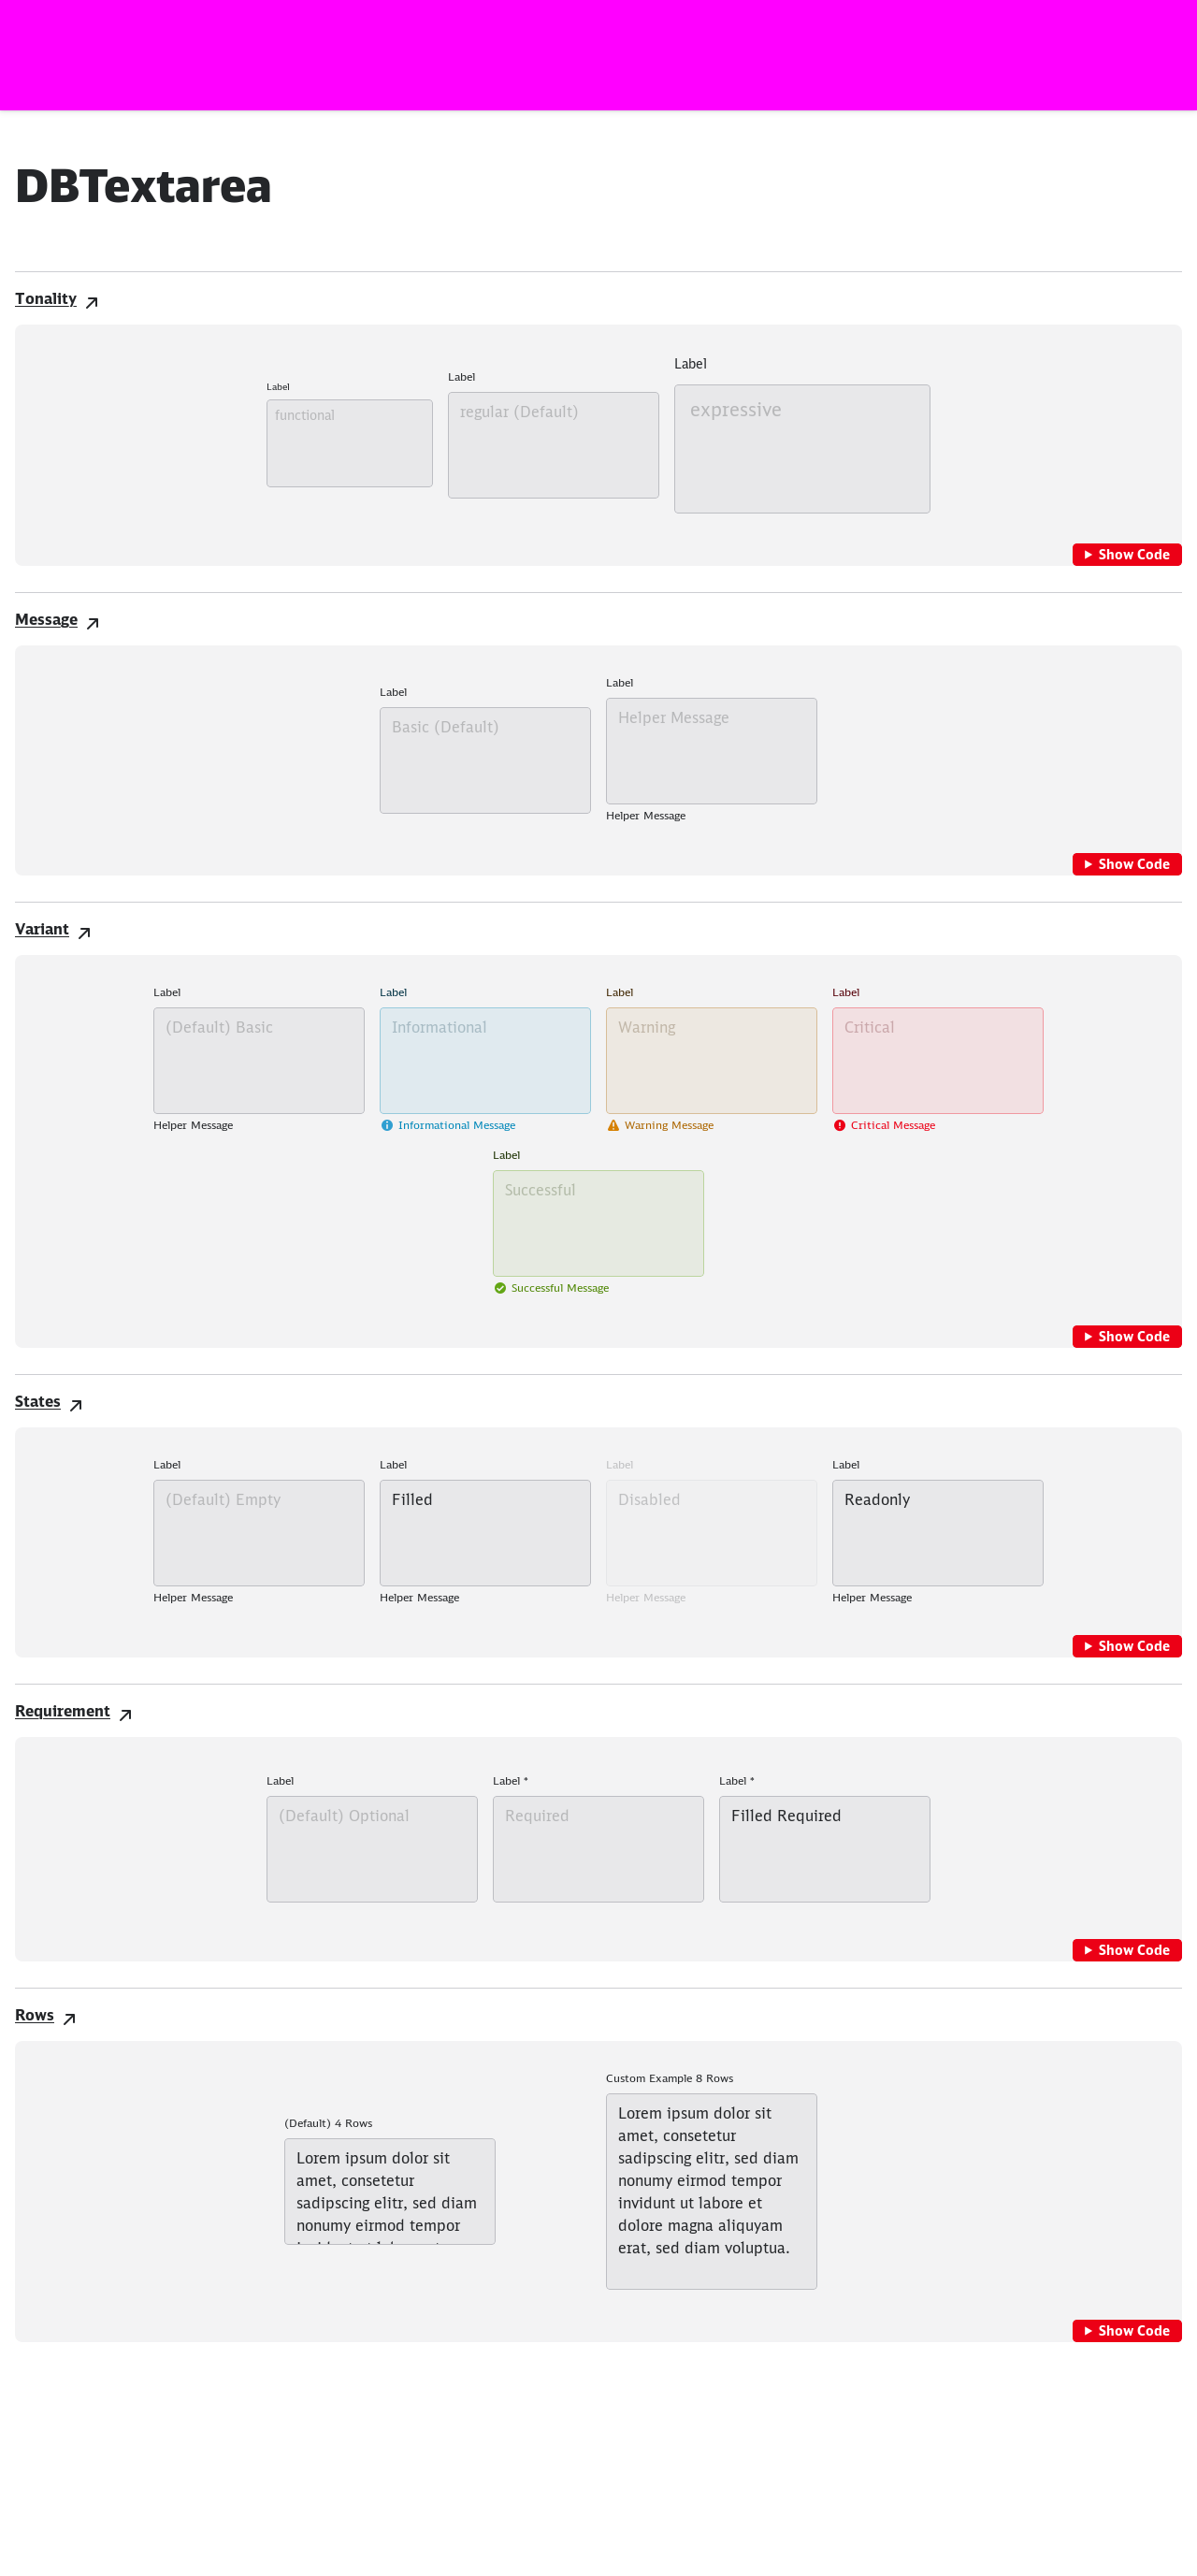 DBTextarea
Tonality
Label
functional
Label
regular (Default)
Label
expressive
Show Code
Message
Label
Basic (Default)
Label
Helper Message
Helper Message
Show Code
Variant
Label
(Default) Basic
Helper Message
Label
Informational
Informational Message
Label
Warning
Warning Message
Label
Critical
Critical Message
Label
Successful
Successful Message
Show Code
States
Label
(Default) Empty
Helper Message
Label
Filled
Helper Message
Label
Disabled
Helper Message
Label
Readonly
Helper Message
Show Code
Requirement
Label
(Default) Optional
Label *
Required
Label *
Filled Required
Show Code
Rows
(Default) 4 Rows
Lorem ipsum dolor sit
amet, consetetur
sadipscing elitr, sed diam
nonumy eirmod tempor
Custom Example 8 Rows
Lorem ipsum dolor sit
amet, consetetur
sadipscing elitr, sed diam
nonumy eirmod tempor
invidunt ut labore et
dolore magna aliquyam
erat, sed diam voluptua.
Show Code